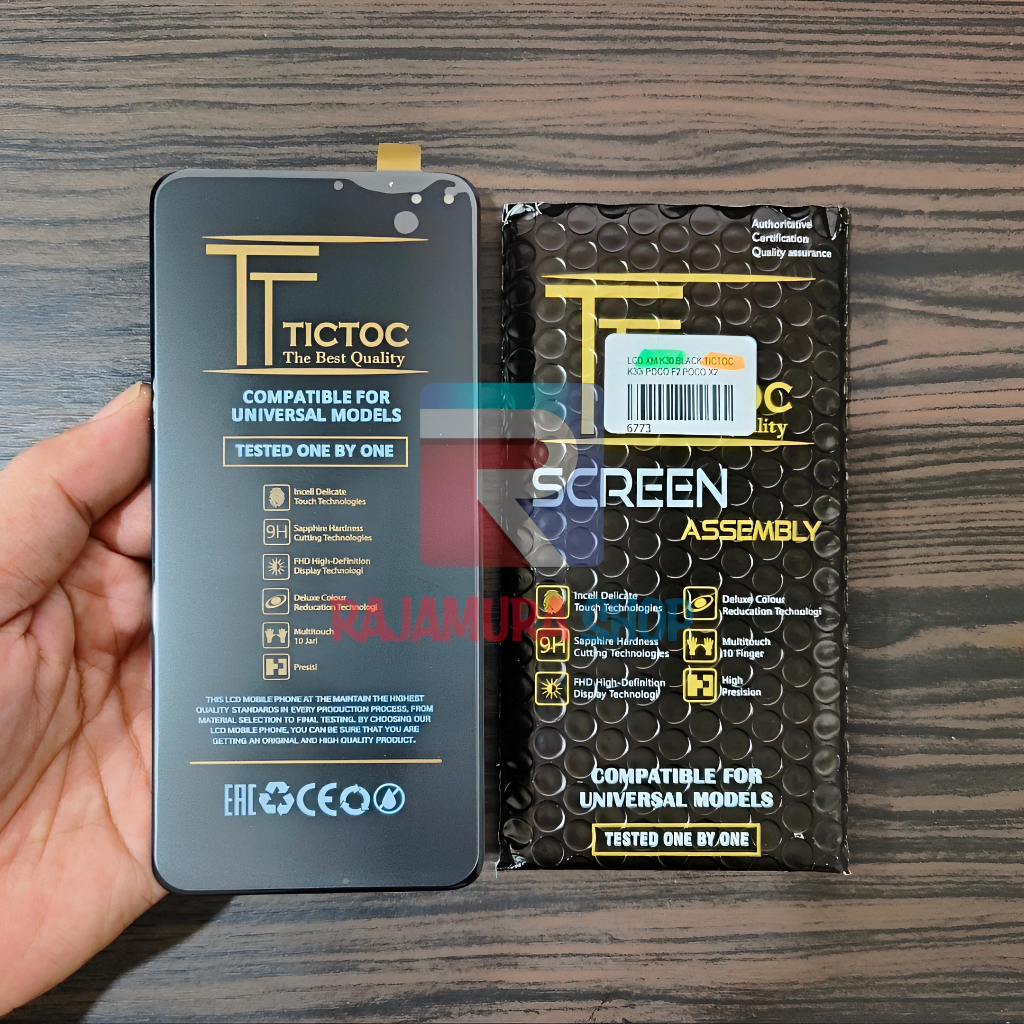 TT
TICTOC
The Best Quality
COMPATIBLE FOR
UNIVERSAL MODELS
TESTED ONE BY ONE
Incell Delicate
Touch Technologies
9H
Sapphire Hardness
Cutting Technologies
FHD High-Definition
Display Technologi
Deluxe Colour
Reducation Technologi
Multitouch
10 Jari
Presisi
THIS LCD MOBILE PHONE AT THE MAINTAIN THE HIGHEST
QUALITY STANDARDS IN EVERY PRODUCTION PROCESS, FROM
MATERIAL SELECTION TO FINAL TESTING. BY CHOOSING OUR
LCD MOBILE PHONE, YOU CAN BE SURE THAT YOU ARE
GETTING AN ORIGINAL AND HIGH QUALITY PRODUCT.
EAC CE
Authoritative
Certification
Quality assurance
TT
LCD XM K30 BLACK TICTOC
K30i POCO F2 POCO X2
6773
OC
lity
SCREEN
ASSEMBLY
Incell Delicate
Touch Technologies
9H
Sapphire Hardness
Cutting Technologies
FHD High-Definition
Display Technologi
Deluxe Colour
Reducation Technologi
Multitouch
10 Finger
High
Presision
COMPATIBLE FOR
UNIVERSAL MODELS
TESTED ONE BY ONE
R
RAJAMURA SHOP